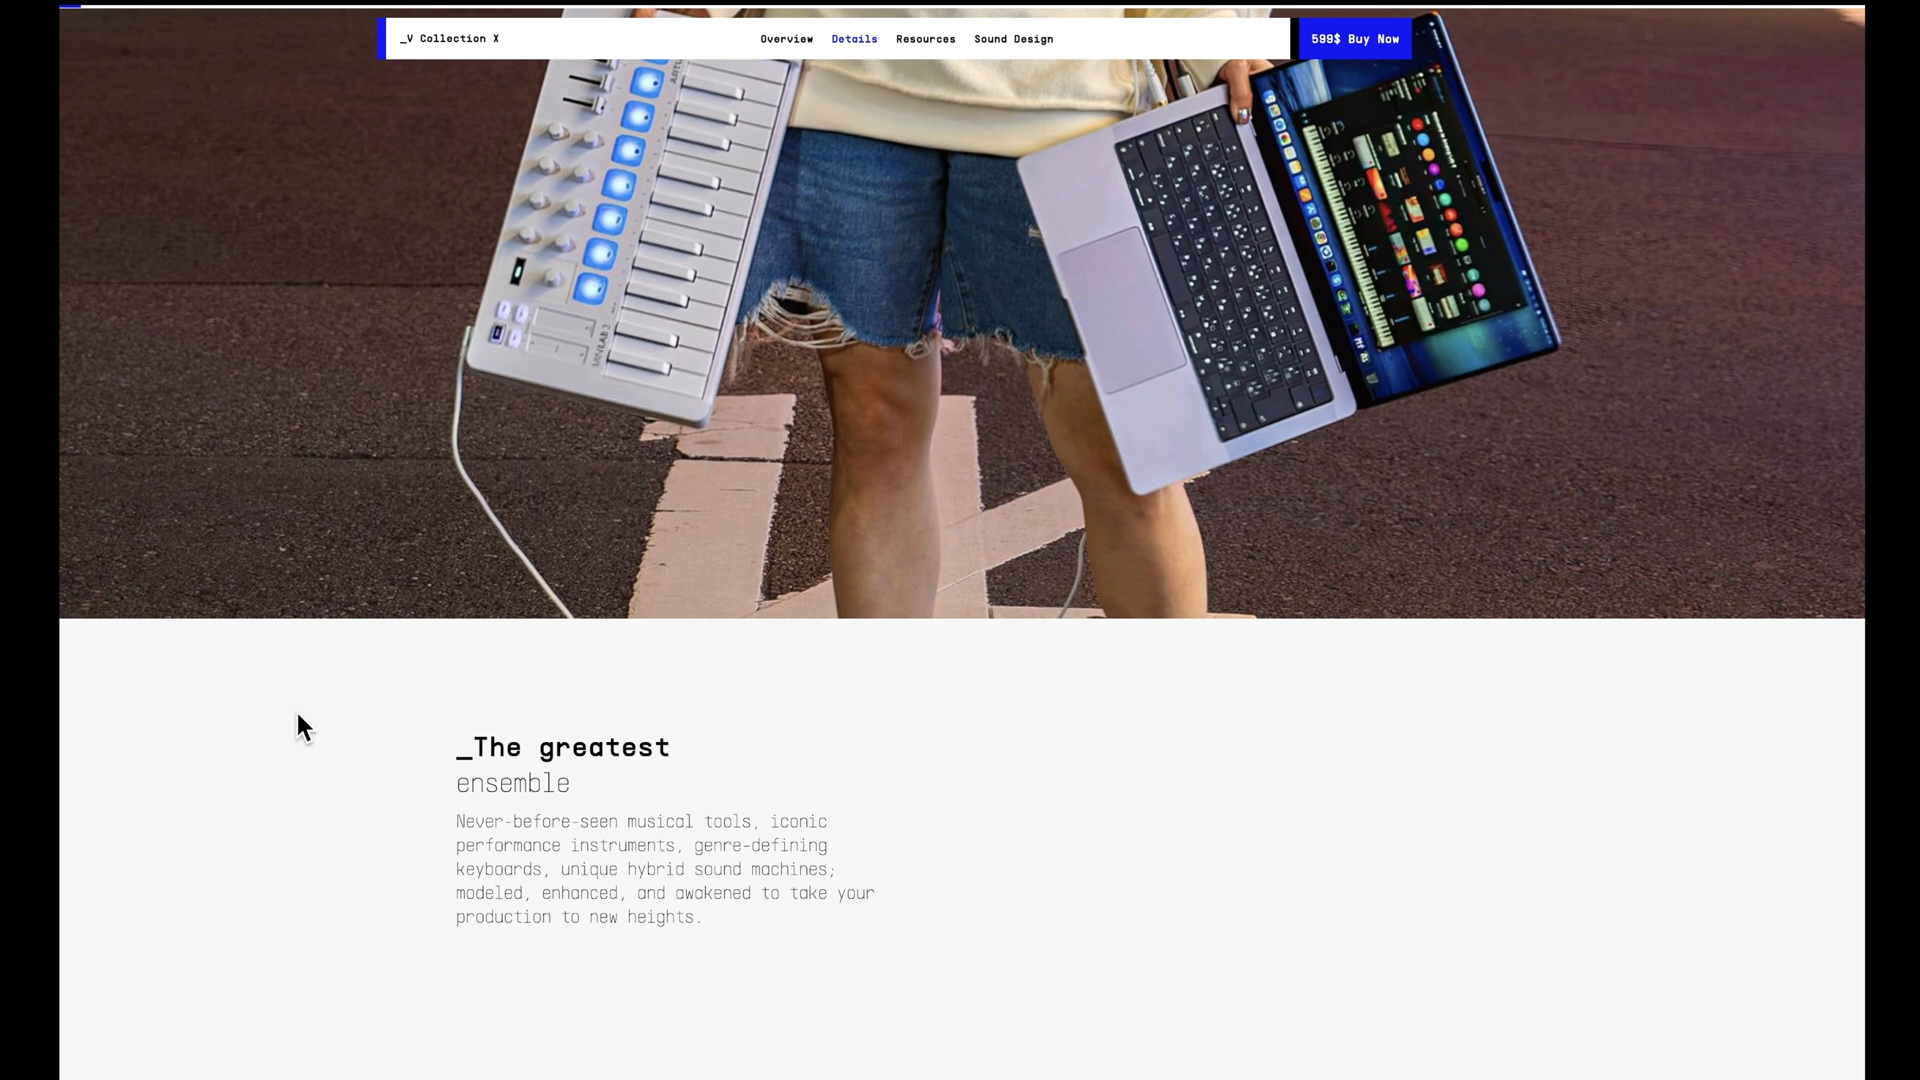 _V Collection X
Overview Details Resources Sound Design
599$ Buy Now
MINILAB 3
_The greatest
ensemble
Never-before-seen musical tools, iconic
performance instruments, genre-defining
keyboards, unique hybrid sound machines;
modeled, enhanced, and awakened to take your
production to new heights.